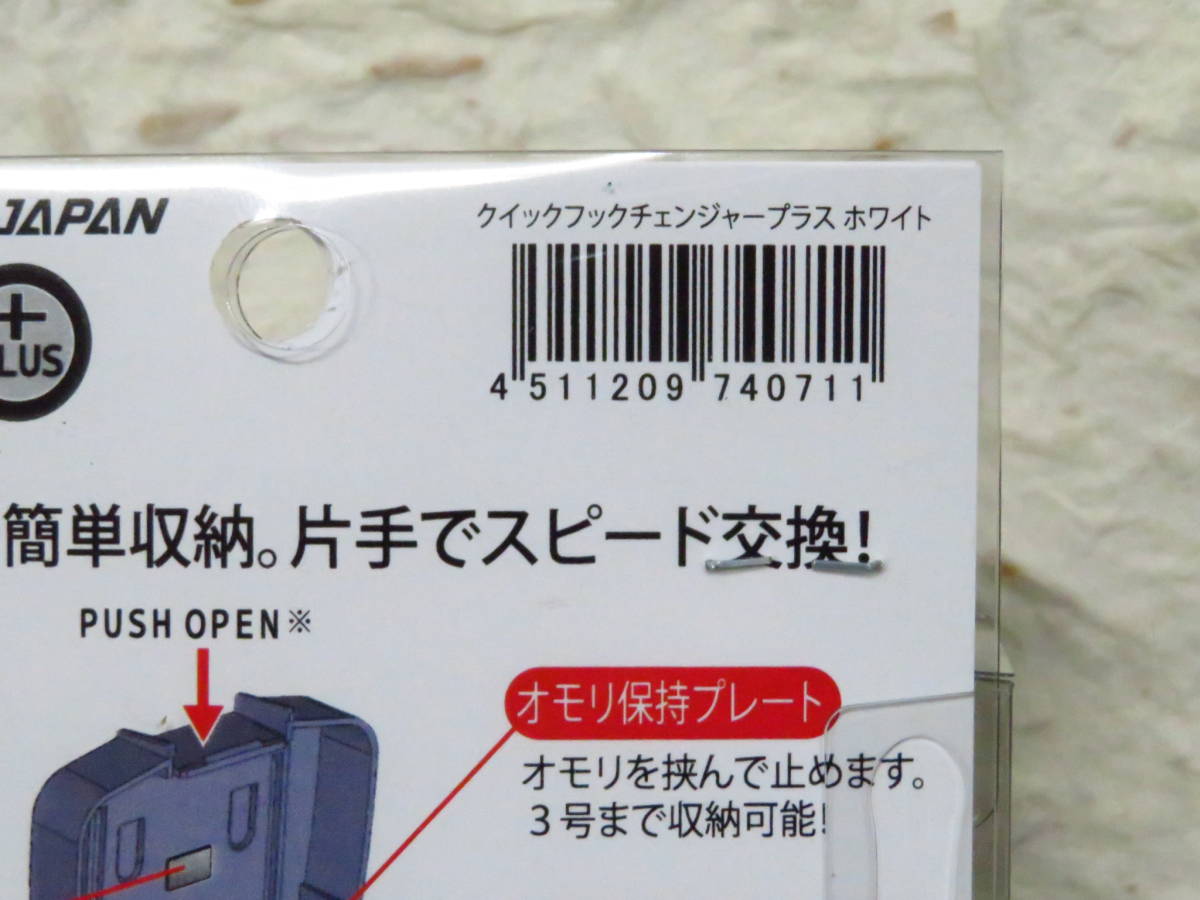 JAPAN
クイックフックチェンジャープラス ホワイト
4 511209 740711
+
PLUS
簡単収納。片手でスピード交換!
PUSH OPEN※
オモリ保持プレート
オモリを挟んで止めます。
3号まで収納可能!